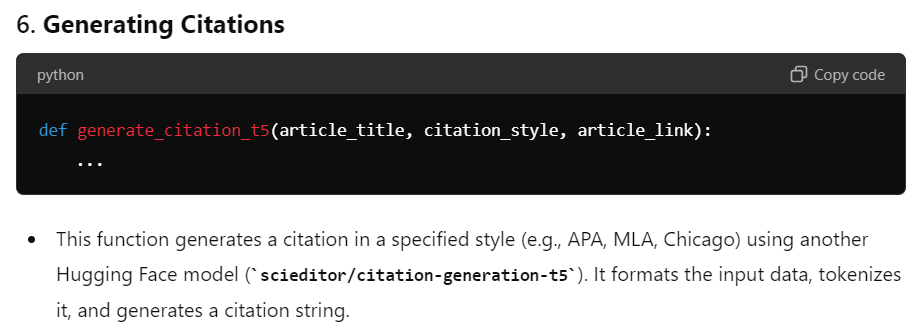 6. Generating Citations
python
Copy code
def generate_citation_t5(article_title, citation_style, article_link):
...
• This function generates a citation in a specified style (e.g., APA, MLA, Chicago) using another
Hugging Face model (`scieditor/citation-generation-t5`). It formats the input data, tokenizes
it, and generates a citation string.